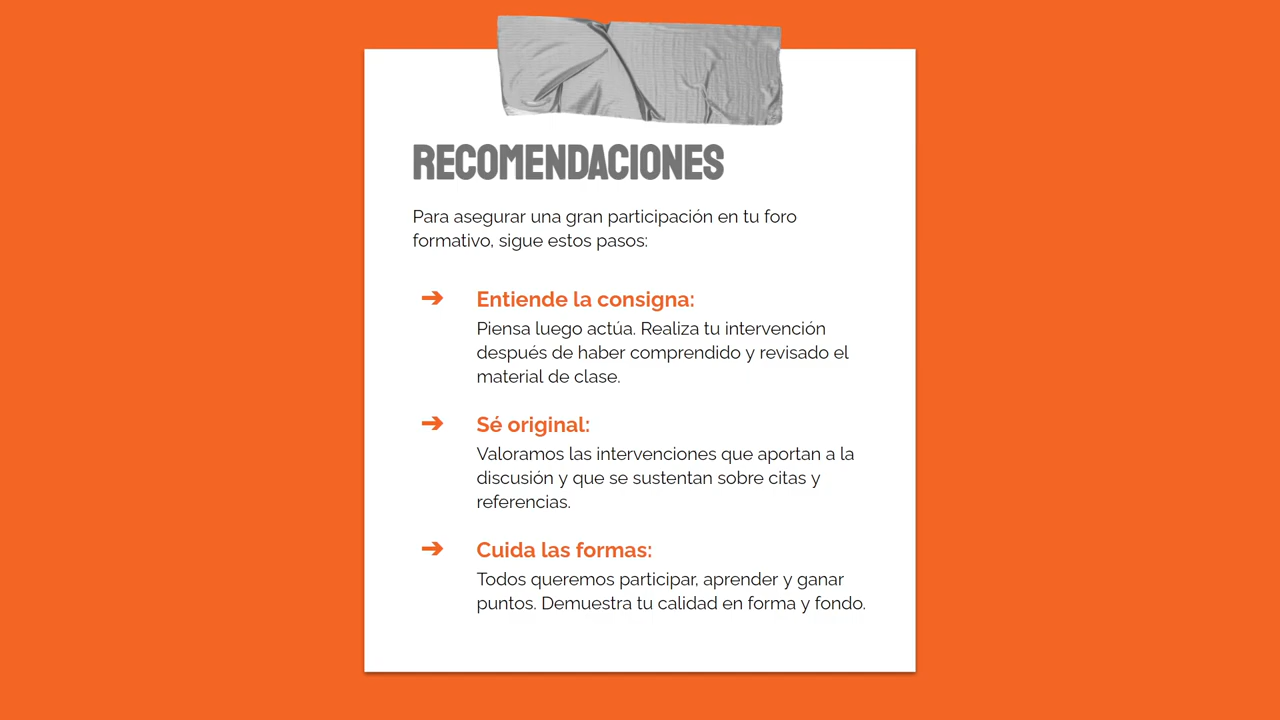 RECOMENDACIONES
Para asegurar una gran participación en tu foro
formativo, sigue estos pasos:
➔ Entiende la consigna:
Piensa luego actúa. Realiza tu intervención
después de haber comprendido y revisado el
material de clase.
➔ Sé original:
Valoramos las intervenciones que aportan a la
discusión y que se sustentan sobre citas y
referencias.
➔ Cuida las formas:
Todos queremos participar, aprender y ganar
puntos. Demuestra tu calidad en forma y fondo.